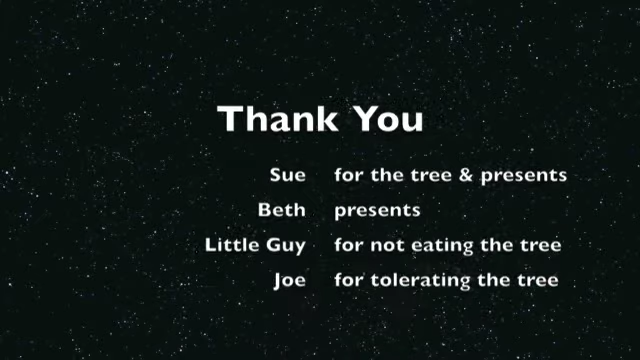 Thank You
Sue for the tree & presents
Beth presents
Little Guy for not eating the tree
Joe for tolerating the tree